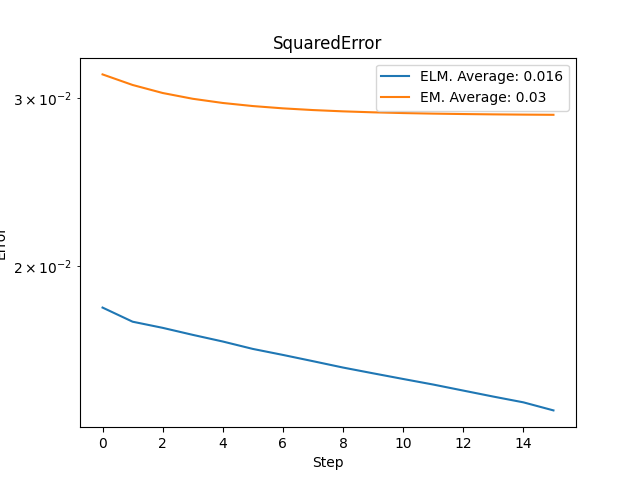 SquaredError
ELM. Average: 0.016
EM. Average: 0.03
3 × 10⁻²
2 × 10⁻²
Error
0 2 4 6 8 10 12 14
Step